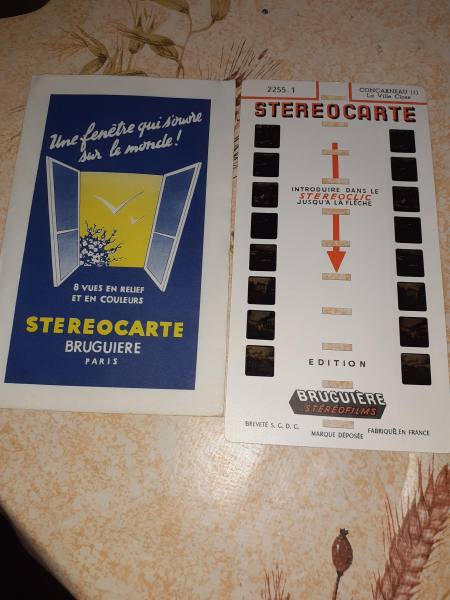 Une fenêtre qui s'ouvre
sur le monde!
8 VUES EN RELIEF
ET EN COULEURS
STEREOCARTE
BRUGUIERE
PARIS
2255.1
CONCARNEAU (1)
La Ville Close
STEREOCARTE
INTRODUIRE DANS LE
STEREOCLIC
JUSQU'A LA FLÈCHE
EDITION
BRUGUIÈRE
STÉRÉOFILMS
BREVETÉ S. G. D. G.
MARQUE DÉPOSÉE
FABRIQUÉ EN FRANCE